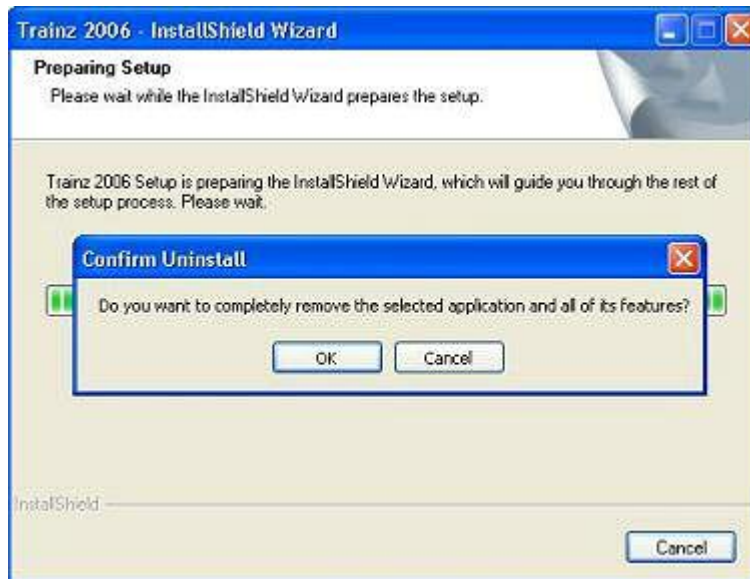 Trainz 2006 - InstallShield Wizard
Preparing Setup
Please wait while the InstallShield Wizard prepares the setup.
Trainz 2006 Setup is preparing the InstallShield Wizard, which will guide you through the rest of
the setup process. Please wait.
Confirm Uninstall
Do you want to completely remove the selected application and all of its features?
OK
Cancel
InstallShield
Cancel